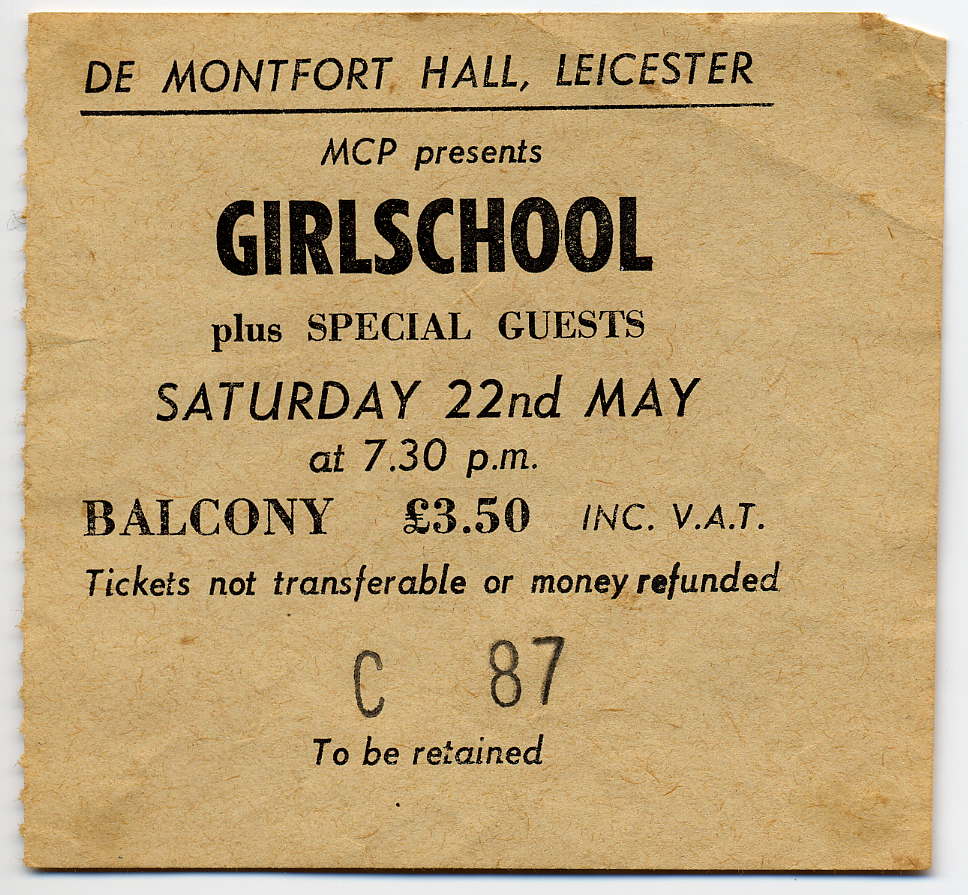 DE MONTFORT HALL, LEICESTER
MCP presents
GIRLSCHOOL
plus SPECIAL GUESTS
SATURDAY 22nd MAY
at 7.30 p.m.
BALCONY £3.50 INC. V.A.T.
Tickets not transferable or money refunded
C 87
To be retained